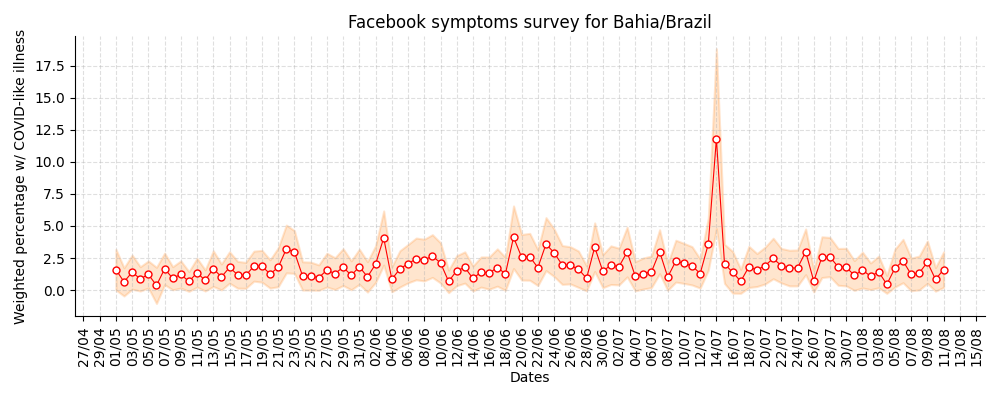 Facebook symptoms survey for Bahia/Brazil
Weighted percentage w/ COVID-like illness
17.5
15.0
12.5
10.0
7.5
5.0
2.5
0.0
27/04 29/04 01/05 03/05 05/05 07/05 09/05 11/05 13/05 15/05 17/05 19/05 21/05 23/05 25/05 27/05 29/05 31/05 02/06 04/06 06/06 08/06 10/06 12/06 14/06 16/06 18/06 20/06 22/06 24/06 26/06 28/06 30/06 02/07 04/07 06/07 08/07 10/07 12/07 14/07 16/07 18/07 20/07 22/07 24/07 26/07 28/07 30/07 01/08 03/08 05/08 07/08 09/08 11/08 13/08 15/08
Dates